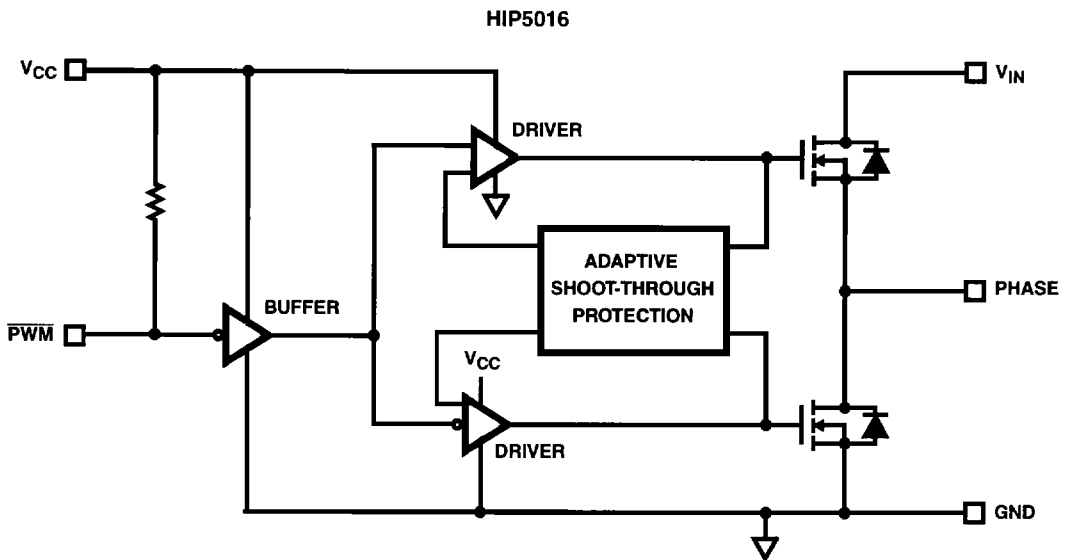 HIP5016
VCC
VIN
DRIVER
ADAPTIVE
SHOOT-THROUGH
PROTECTION
PHASE
BUFFER
PWM
VCC
DRIVER
GND